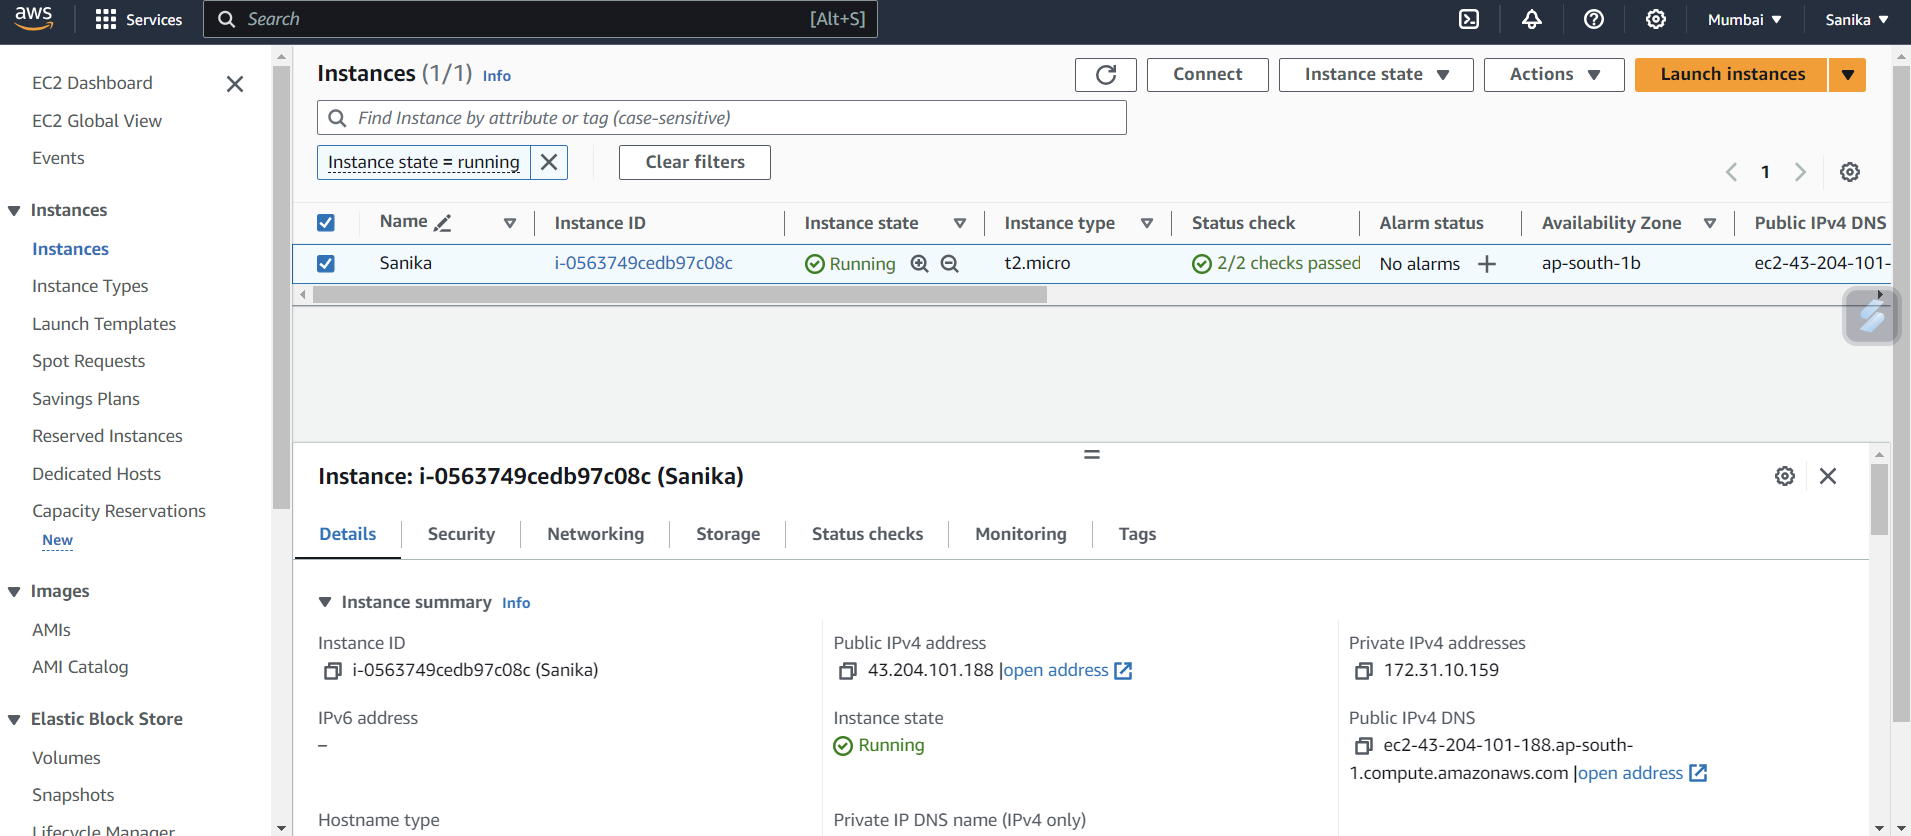 aws Services Search [Alt+S] Mumbai Sanika
EC2 Dashboard
EC2 Global View
Events
Instances
Instances
Instance Types
Launch Templates
Spot Requests
Savings Plans
Reserved Instances
Dedicated Hosts
Capacity Reservations
New
Images
AMIs
AMI Catalog
Elastic Block Store
Volumes
Snapshots
Lifecycle Manager
Instances (1/1) Info Connect Instance state Actions Launch instances
Find Instance by attribute or tag (case-sensitive)
Instance state = running Clear filters
1
Name Instance ID Instance state Instance type Status check Alarm status Availability Zone Public IPv4 DNS
Sanika i-0563749cedb97c08c Running t2.micro 2/2 checks passed No alarms ap-south-1b ec2-43-204-101-
Instance: i-0563749cedb97c08c (Sanika)
Details Security Networking Storage Status checks Monitoring Tags
Instance summary Info
Instance ID
i-0563749cedb97c08c (Sanika)
Public IPv4 address
43.204.101.188 |open address
Private IPv4 addresses
172.31.10.159
IPv6 address
–
Instance state
Running
Public IPv4 DNS
ec2-43-204-101-188.ap-south-
1.compute.amazonaws.com |open address
Hostname type
Private IP DNS name (IPv4 only)